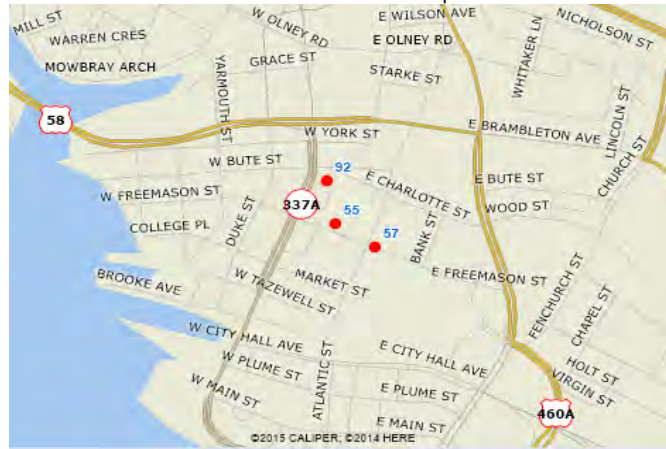 MILL ST
W OLNEY RD
E WILSON AVE
NICHOLSON ST
WARREN CRES
E OLNEY RD
WHITAKER LN
MOWBRAY ARCH
GRACE ST
STARKE ST
YARMOUTH ST
LINCOLN ST
58
W YORK ST
E BRAMBLETON AVE
CHURCH ST
W BUTE ST
92
E CHARLOTTE ST
E BUTE ST
W FREEMASON ST
337A
WOOD ST
COLLEGE PL
DUKE ST
55
57
BANK ST
BROOKE AVE
W TAZEWELL ST
MARKET ST
E FREEMASON ST
FENCHURCH ST
CHAPEL ST
W CITY HALL AVE
E CITY HALL AVE
W PLUME ST
ATLANTIC ST
HOLT ST
VIRGIN ST
W MAIN ST
E PLUME ST
460A
E MAIN ST
©2015 CALIPER; ©2014 HERE